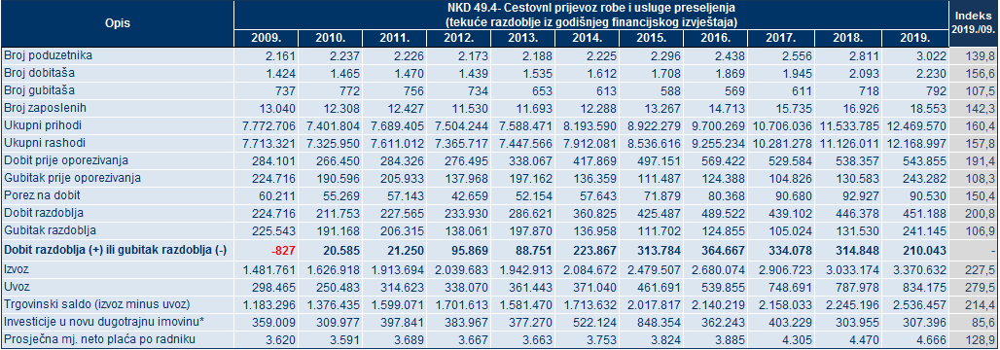 Opis NKD 49.4- Cestovni prijevoz robe i usluge preseljenja Indeks
(tekuće razdoblje iz godišnjeg financijskog izvještaja) 2019./09.
2009. 2010. 2011. 2012. 2013. 2014. 2015. 2016. 2017. 2018. 2019.
Broj poduzetnika 2.161 2.237 2.226 2.173 2.188 2.225 2.296 2.438 2.556 2.811 3.022 139,8
Broj dobitaša 1.424 1.465 1.470 1.439 1.535 1.612 1.708 1.869 1.945 2.093 2.230 156,6
Broj gubitaša 737 772 756 734 653 613 588 569 611 718 792 107,5
Broj zaposlenih 13.040 12.308 12.427 11.530 11.693 12.288 13.267 14.713 15.735 16.926 18.553 142,3
Ukupni prihodi 7.772.706 7.401.804 7.689.405 7.504.244 7.588.471 8.193.590 8.922.279 9.700.269 10.706.036 11.533.785 12.469.570 160,4
Ukupni rashodi 7.713.321 7.325.950 7.611.012 7.365.717 7.447.566 7.912.081 8.536.616 9.255.234 10.281.278 11.126.011 12.168.997 157,8
Dobit prije oporezivanja 284.101 266.450 284.326 276.495 338.067 417.869 497.151 569.422 529.584 538.357 543.855 191,4
Gubitak prije oporezivanja 224.716 190.596 205.933 137.968 197.162 136.359 111.487 124.388 104.826 130.583 243.282 108,3
Porez na dobit 60.211 55.269 57.143 42.659 52.154 57.642 71.879 80.368 90.680 92.927 90.530 150,4
Dobit razdoblja 224.716 211.753 227.565 233.930 286.621 360.825 425.487 489.522 439.102 446.378 451.188 200,8
Gubitak razdoblja 225.543 191.168 206.315 138.061 197.870 136.958 111.702 124.855 105.024 131.530 241.145 106,9
Dobit razdoblja (+) ili gubitak razdoblja (-) -827 20.585 21.250 95.869 88.751 223.867 313.784 364.667 334.078 314.848 210.043 -
Izvoz 1.481.761 1.626.918 1.913.694 2.039.683 1.942.913 2.084.672 2.479.507 2.680.074 2.906.723 3.033.174 3.370.632 227,5
Uvoz 298.465 250.483 314.623 338.070 361.443 371.040 461.691 539.855 748.691 787.978 834.175 279,5
Trgovinski saldo (izvoz minus uvoz) 1.183.296 1.376.435 1.599.071 1.701.613 1.581.470 1.713.632 2.017.817 2.140.219 2.158.033 2.245.196 2.536.457 214,4
Investicije u novu dugotrajnu imovinu* 359.009 309.977 397.841 383.967 377.270 522.124 848.354 362.243 403.229 303.955 307.396 85,6
Prosječna mj. neto plaća po radniku 3.620 3.591 3.689 3.667 3.663 3.753 3.824 3.885 4.305 4.470 4.666 128,9